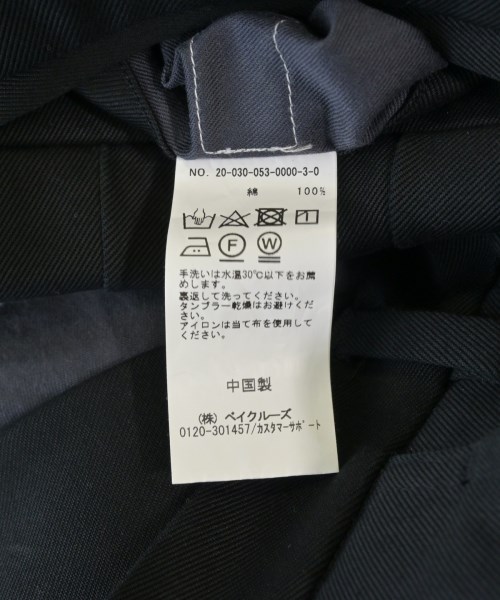 NO. 20-030-053-0000-3-0
綿 100%
手洗いは水温30℃以下をお薦
めします。
裏返して洗ってください。
タンブラー乾燥はお避けくだ
さい。
アイロンは当て布を使用して
ください。
中国製
(株) ベイクルーズ
0120-301457/カスタマーサポート